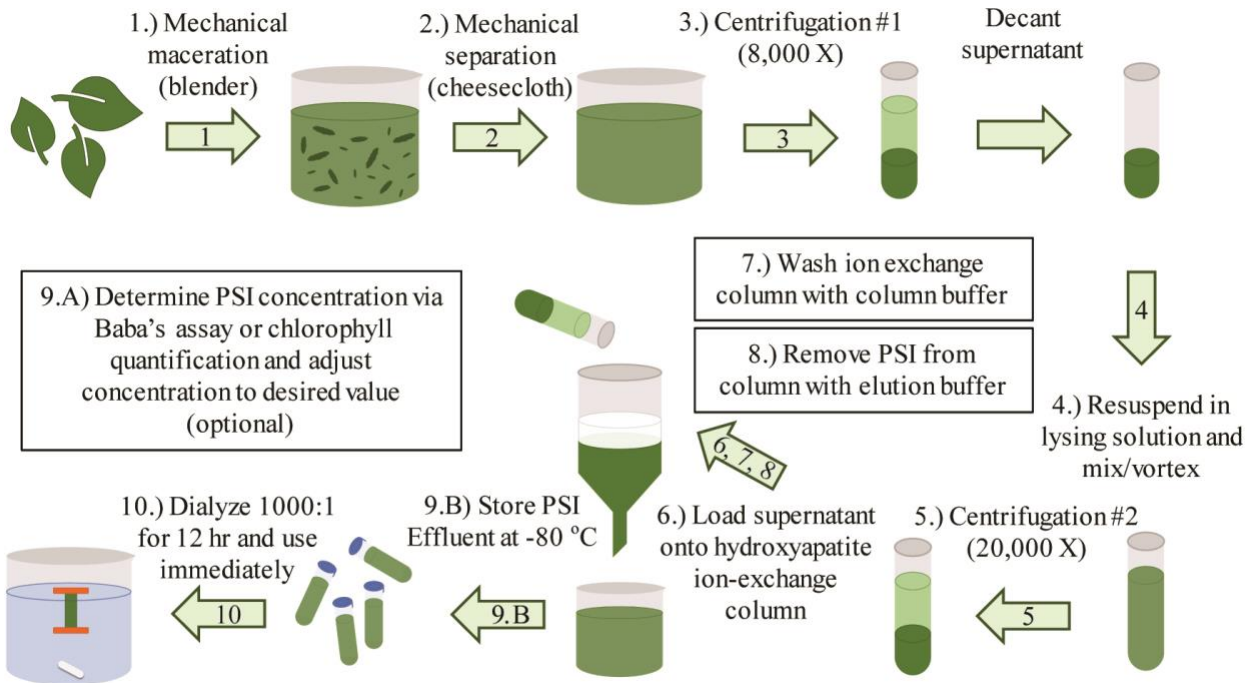 1.) Mechanical
maceration
(blender)
1
2.) Mechanical
separation
(cheesecloth)
2
3.) Centrifugation #1
(8,000 X)
3
Decant
supernatant
4
4.) Resuspend in
lysing solution and
mix/vortex
5.) Centrifugation #2
(20,000 X)
5
6.) Load supernatant
onto hydroxyapatite
ion-exchange
column
6, 7, 8
7.) Wash ion exchange
column with column buffer
8.) Remove PSI from
column with elution buffer
9.A) Determine PSI concentration via
Baba’s assay or chlorophyll
quantification and adjust
concentration to desired value
(optional)
9.B) Store PSI
Effluent at -80 °C
9.B
10.) Dialyze 1000:1
for 12 hr and use
immediately
10